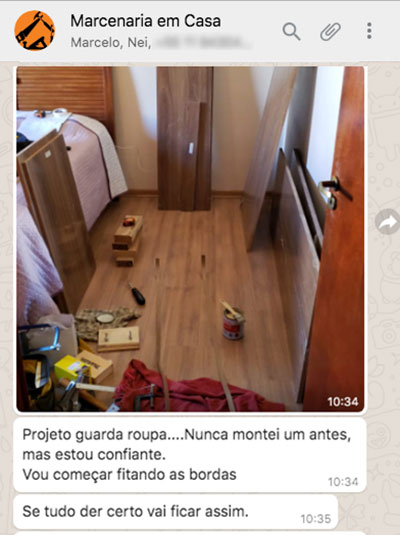 Marcenaria em Casa
Marcelo, Nei,
10:34
Projeto guarda roupa....Nunca montei um antes,
mas estou confiante.
Vou começar fitando as bordas
10:34
Se tudo der certo vai ficar assim.
10:35